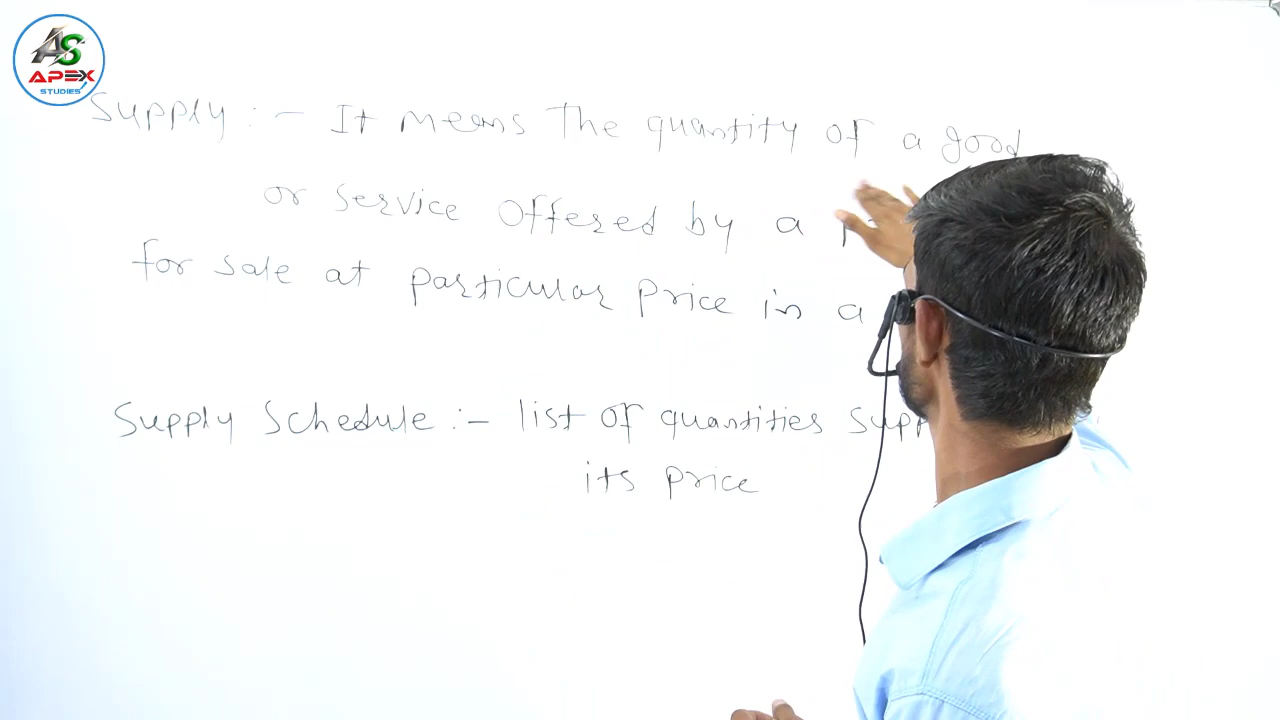 AS
APEX
STUDIES
Supply :- It means The quantity of a good
or service offered by a
for sale at particular price in a
Supply Schedule :- list of quantities
its price